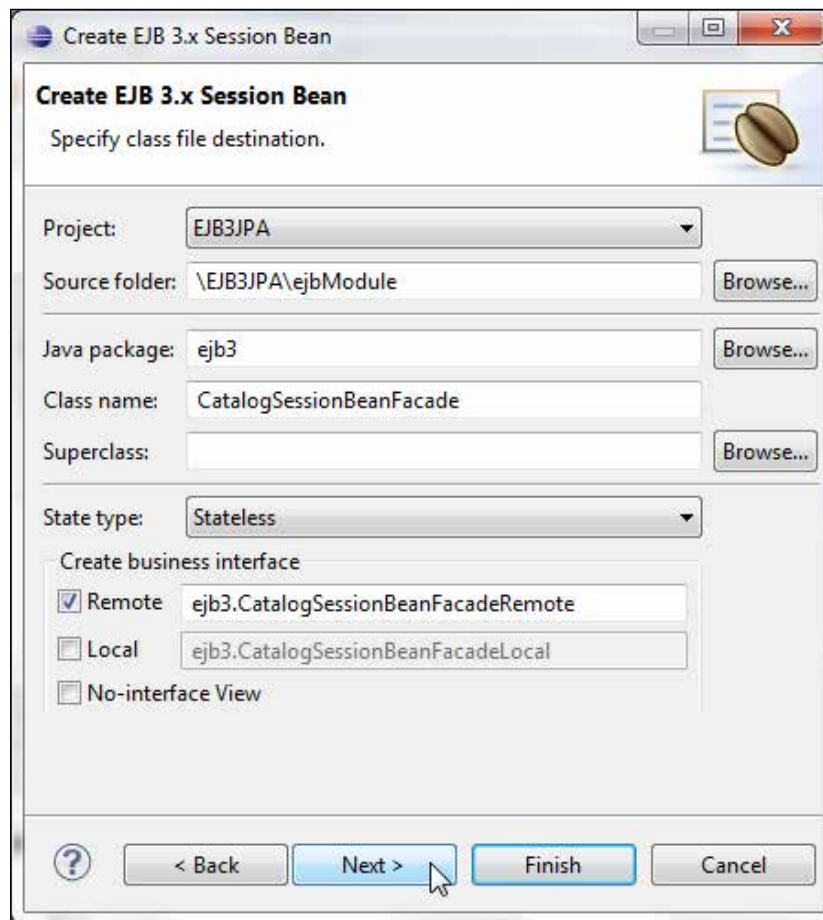 Create EJB 3.x Session Bean
Create EJB 3.x Session Bean
Specify class file destination.
Project: EJB3JPA
Source folder: \EJB3JPA\ejbModule Browse...
Java package: ejb3 Browse...
Class name: CatalogSessionBeanFacade
Superclass: Browse...
State type: Stateless
Create business interface
Remote ejb3.CatalogSessionBeanFacadeRemote
Local ejb3.CatalogSessionBeanFacadeLocal
No-interface View
? < Back Next > Finish Cancel